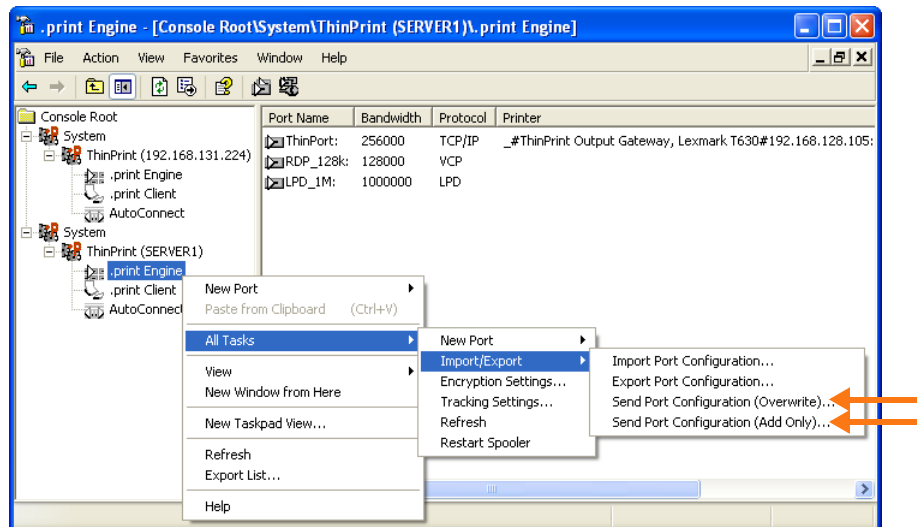 .print Engine - [Console Root\System\ThinPrint (SERVER1)\.print Engine]
File Action View Favorites Window Help
Console Root
System
ThinPrint (192.168.131.224)
.print Engine
.print Client
AutoConnect
System
ThinPrint (SERVER1)
.print Engine
.print Client
AutoConnect
Port Name Bandwidth Protocol Printer
ThinPort: 256000 TCP/IP _#ThinPrint Output Gateway, Lexmark T630#192.168.128.105:
RDP_128k: 128000 VCP
LPD_1M: 1000000 LPD
New Port
Paste from Clipboard (Ctrl+V)
All Tasks
View
New Window from Here
New Taskpad View...
Refresh
Export List...
Help
New Port
Import/Export
Encryption Settings...
Tracking Settings...
Refresh
Restart Spooler
Import Port Configuration...
Export Port Configuration...
Send Port Configuration (Overwrite)...
Send Port Configuration (Add Only)...